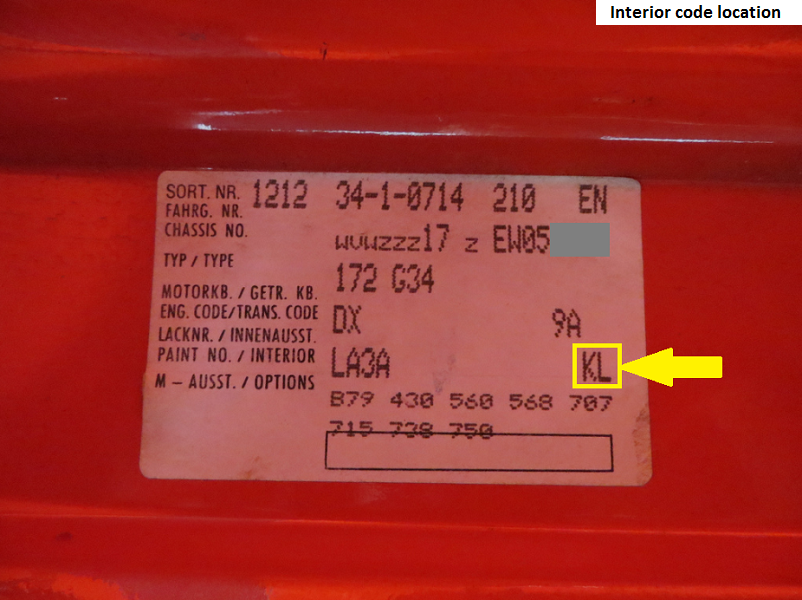 Interior code location
SORT. NR. 1212 34-1-0714 210 EN
FAHRG. NR.
CHASSIS NO. WVWZZZ17 Z EW05
TYP / TYPE
172 G34
MOTORKB. / GETR. KB.
ENG. CODE/TRANS. CODE DX 9A
LACKNR. / INNENAUSST.
PAINT NO. / INTERIOR LA3A KL
M – AUSST. / OPTIONS
B79 430 560 568 707
715 738 750